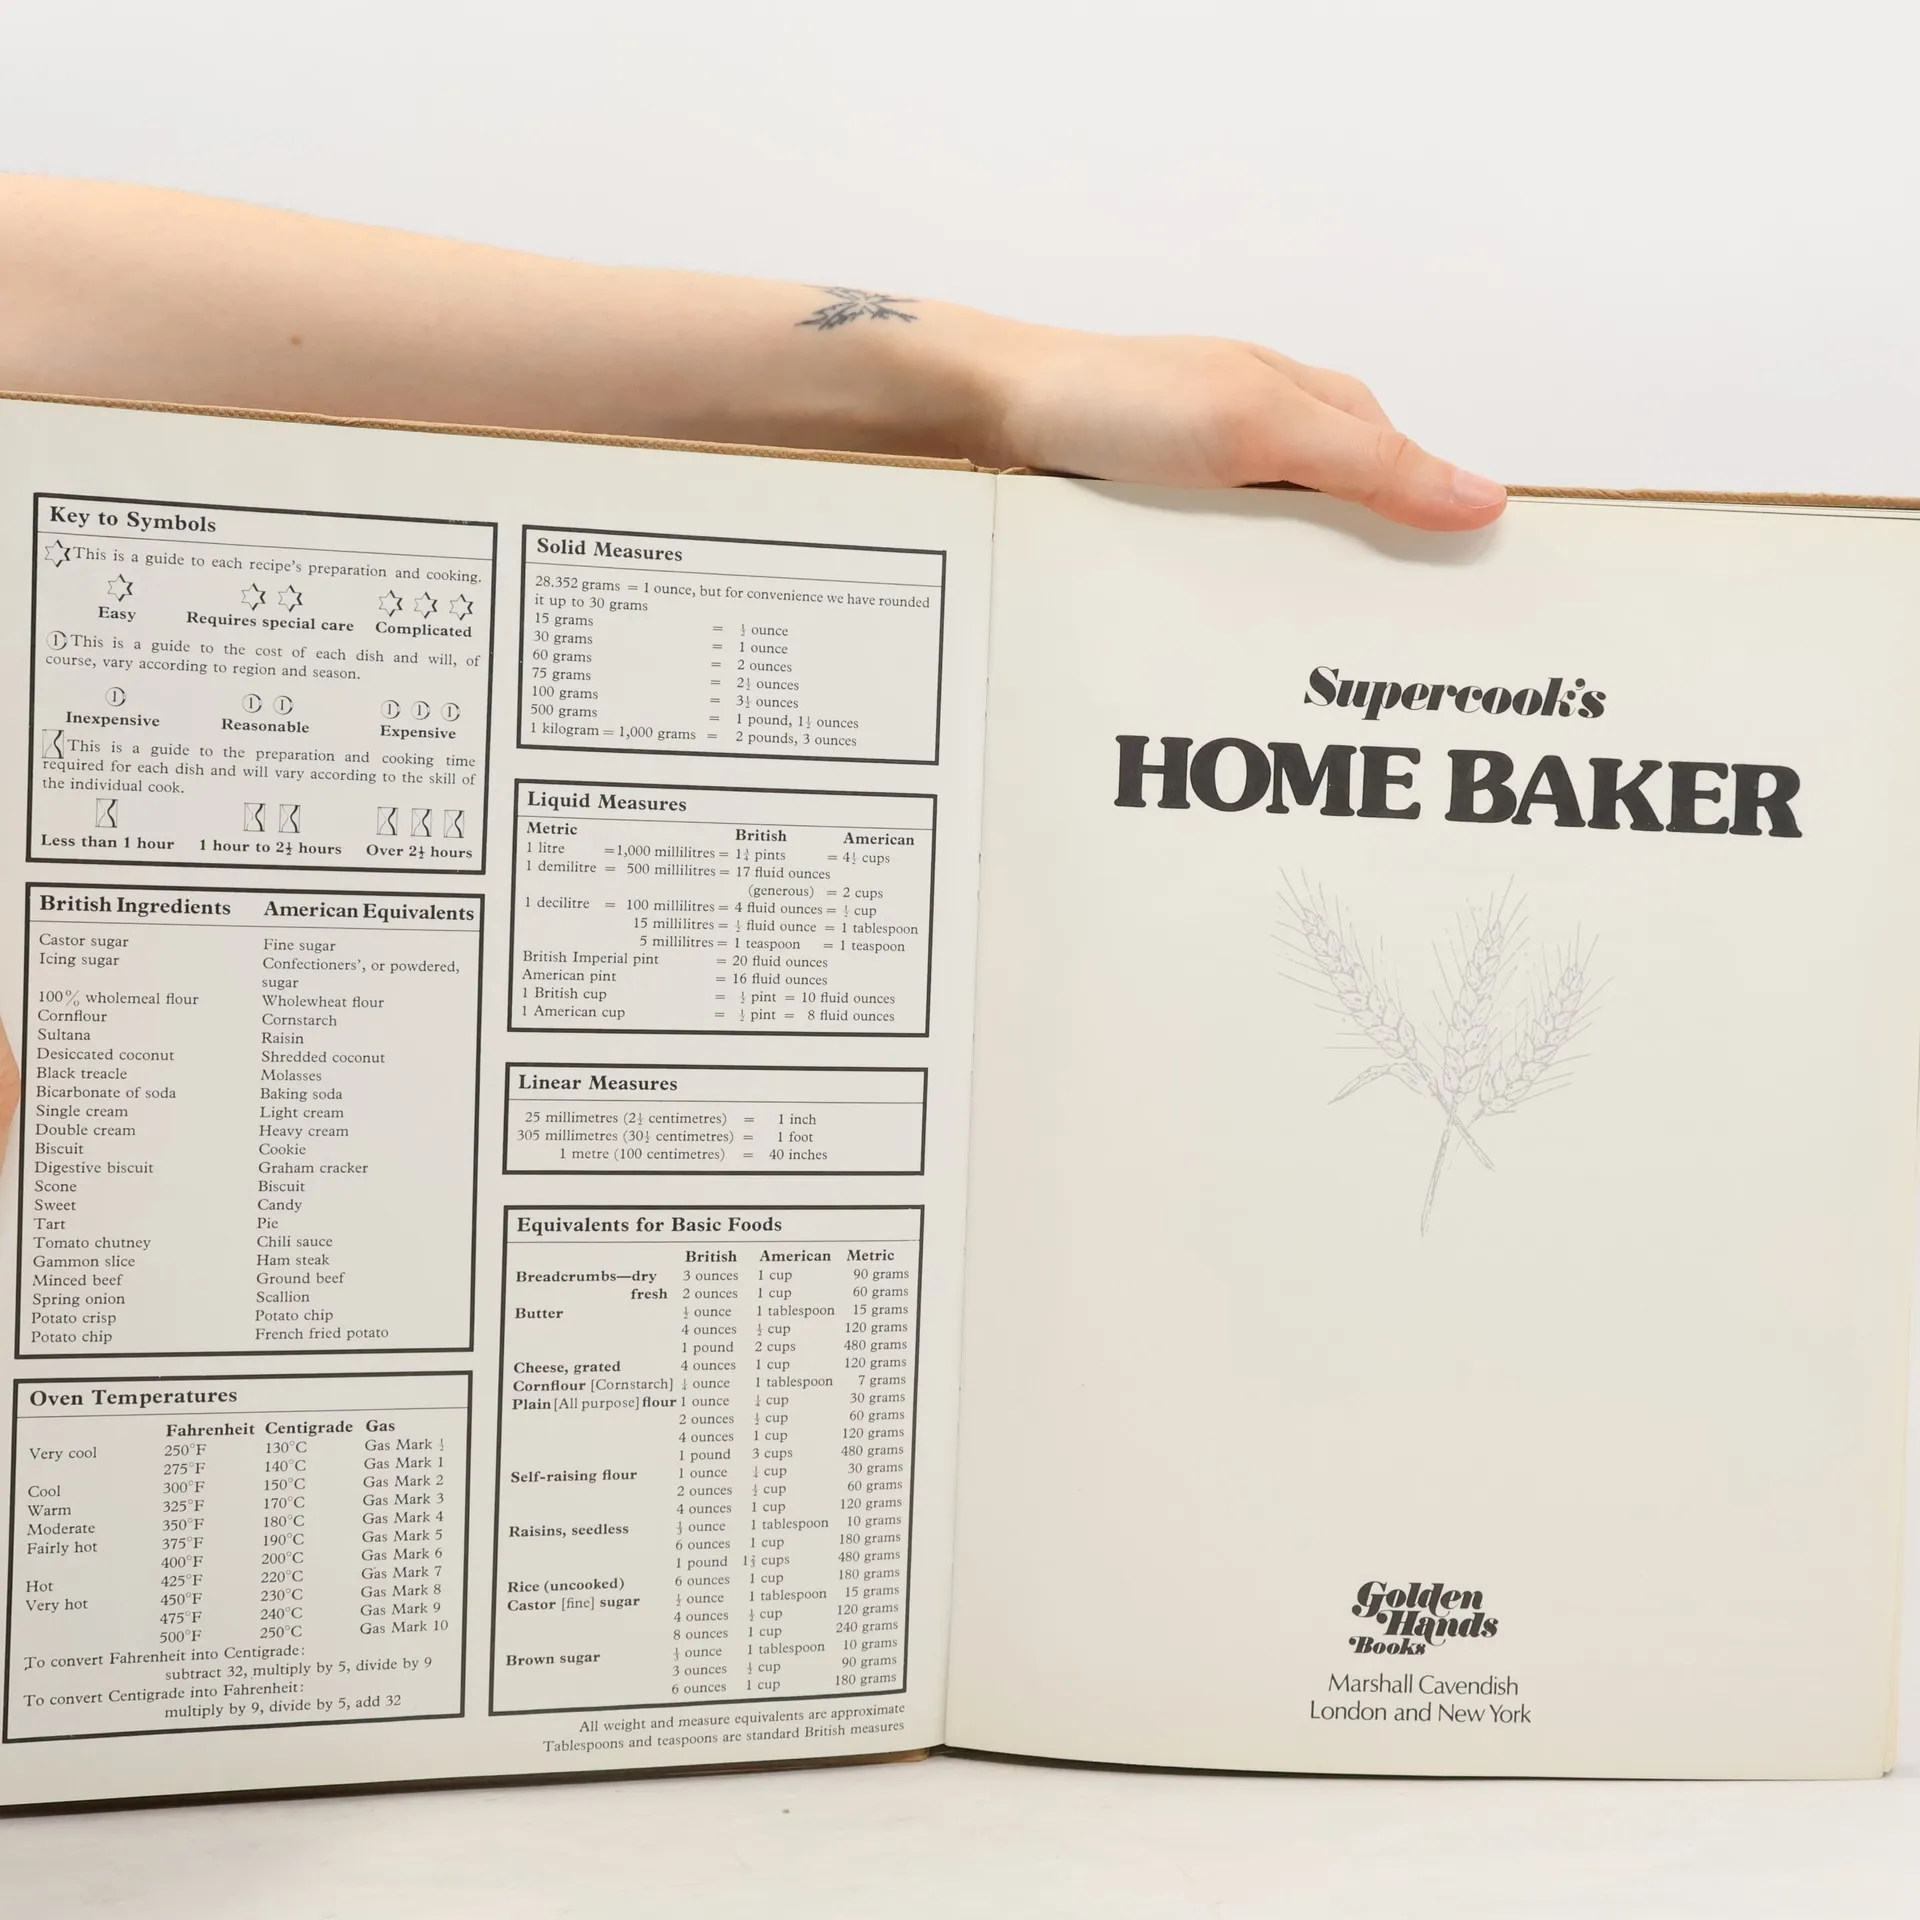 Key to Symbols
This is a guide to each recipe's preparation and cooking.
Easy
Requires special care
Complicated
This is a guide to the cost of each dish and will, of
course, vary according to region and season.
Inexpensive
Reasonable
Expensive
This is a guide to the preparation and cooking time
required for each dish and will vary according to the skill of
the individual cook.
Less than 1 hour 1 hour to 2½ hours Over 2½ hours
British Ingredients American Equivalents
Castor sugar Fine sugar
Icing sugar Confectioners', or powdered,
sugar
100% wholemeal flour Wholewheat flour
Cornflour Cornstarch
Sultana Raisin
Desiccated coconut Shredded coconut
Black treacle Molasses
Bicarbonate of soda Baking soda
Single cream Light cream
Double cream Heavy cream
Biscuit Cookie
Digestive biscuit Graham cracker
Scone Biscuit
Sweet Candy
Tart Pie
Tomato chutney Chili sauce
Gammon slice Ham steak
Minced beef Ground beef
Spring onion Scallion
Potato crisp Potato chip
Potato chip French fried potato
Oven Temperatures
Fahrenheit Centigrade Gas
Very cool 250°F 130°C Gas Mark ½
275°F 140°C Gas Mark 1
Cool 300°F 150°C Gas Mark 2
Warm 325°F 170°C Gas Mark 3
Moderate 350°F 180°C Gas Mark 4
Fairly hot 375°F 190°C Gas Mark 5
400°F 200°C Gas Mark 6
Hot 425°F 220°C Gas Mark 7
Very hot 450°F 230°C Gas Mark 8
475°F 240°C Gas Mark 9
500°F 250°C Gas Mark 10
To convert Fahrenheit into Centigrade:
subtract 32, multiply by 5, divide by 9
To convert Centigrade into Fahrenheit:
multiply by 9, divide by 5, add 32
Solid Measures
28.352 grams = 1 ounce, but for convenience we have rounded
it up to 30 grams
15 grams = ½ ounce
30 grams = 1 ounce
60 grams = 2 ounces
75 grams = 2½ ounces
100 grams = 3½ ounces
500 grams = 1 pound, 1½ ounces
1 kilogram = 1,000 grams = 2 pounds, 3 ounces
Liquid Measures
Metric British American
1 litre =1,000 millilitres = 1¾ pints = 4½ cups
1 demilitre = 500 millilitres = 17 fluid ounces
(generous) = 2 cups
1 decilitre = 100 millilitres = 4 fluid ounces = ½ cup
15 millilitres = ½ fluid ounce = 1 tablespoon
5 millilitres = 1 teaspoon = 1 teaspoon
British Imperial pint = 20 fluid ounces
American pint = 16 fluid ounces
1 British cup = ½ pint = 10 fluid ounces
1 American cup = ½ pint = 8 fluid ounces
Linear Measures
25 millimetres (2½ centimetres) = 1 inch
305 millimetres (30½ centimetres) = 1 foot
1 metre (100 centimetres) = 40 inches
Equivalents for Basic Foods
British American Metric
Breadcrumbs—dry 3 ounces 1 cup 90 grams
fresh 2 ounces 1 cup 60 grams
Butter ½ ounce 1 tablespoon 15 grams
4 ounces ½ cup 120 grams
1 pound 2 cups 480 grams
Cheese, grated 4 ounces 1 cup 120 grams
Cornflour [Cornstarch] ¼ ounce 1 tablespoon 7 grams
Plain [All purpose] flour 1 ounce ¼ cup 30 grams
2 ounces ½ cup 60 grams
4 ounces 1 cup 120 grams
1 pound 3 cups 480 grams
Self-raising flour 1 ounce ¼ cup 30 grams
2 ounces ½ cup 60 grams
4 ounces 1 cup 120 grams
Raisins, seedless ⅓ ounce 1 tablespoon 10 grams
6 ounces 1 cup 180 grams
1 pound 1⅔ cups 480 grams
Rice (uncooked) 6 ounces 1 cup 180 grams
Castor [fine] sugar ½ ounce 1 tablespoon 15 grams
4 ounces ½ cup 120 grams
8 ounces 1 cup 240 grams
Brown sugar ⅓ ounce 1 tablespoon 10 grams
3 ounces ½ cup 90 grams
6 ounces 1 cup 180 grams
All weight and measure equivalents are approximate
Tablespoons and teaspoons are standard British measures
Supercook's
HOME BAKER
Golden
Hands
Books
Marshall Cavendish
London and New York